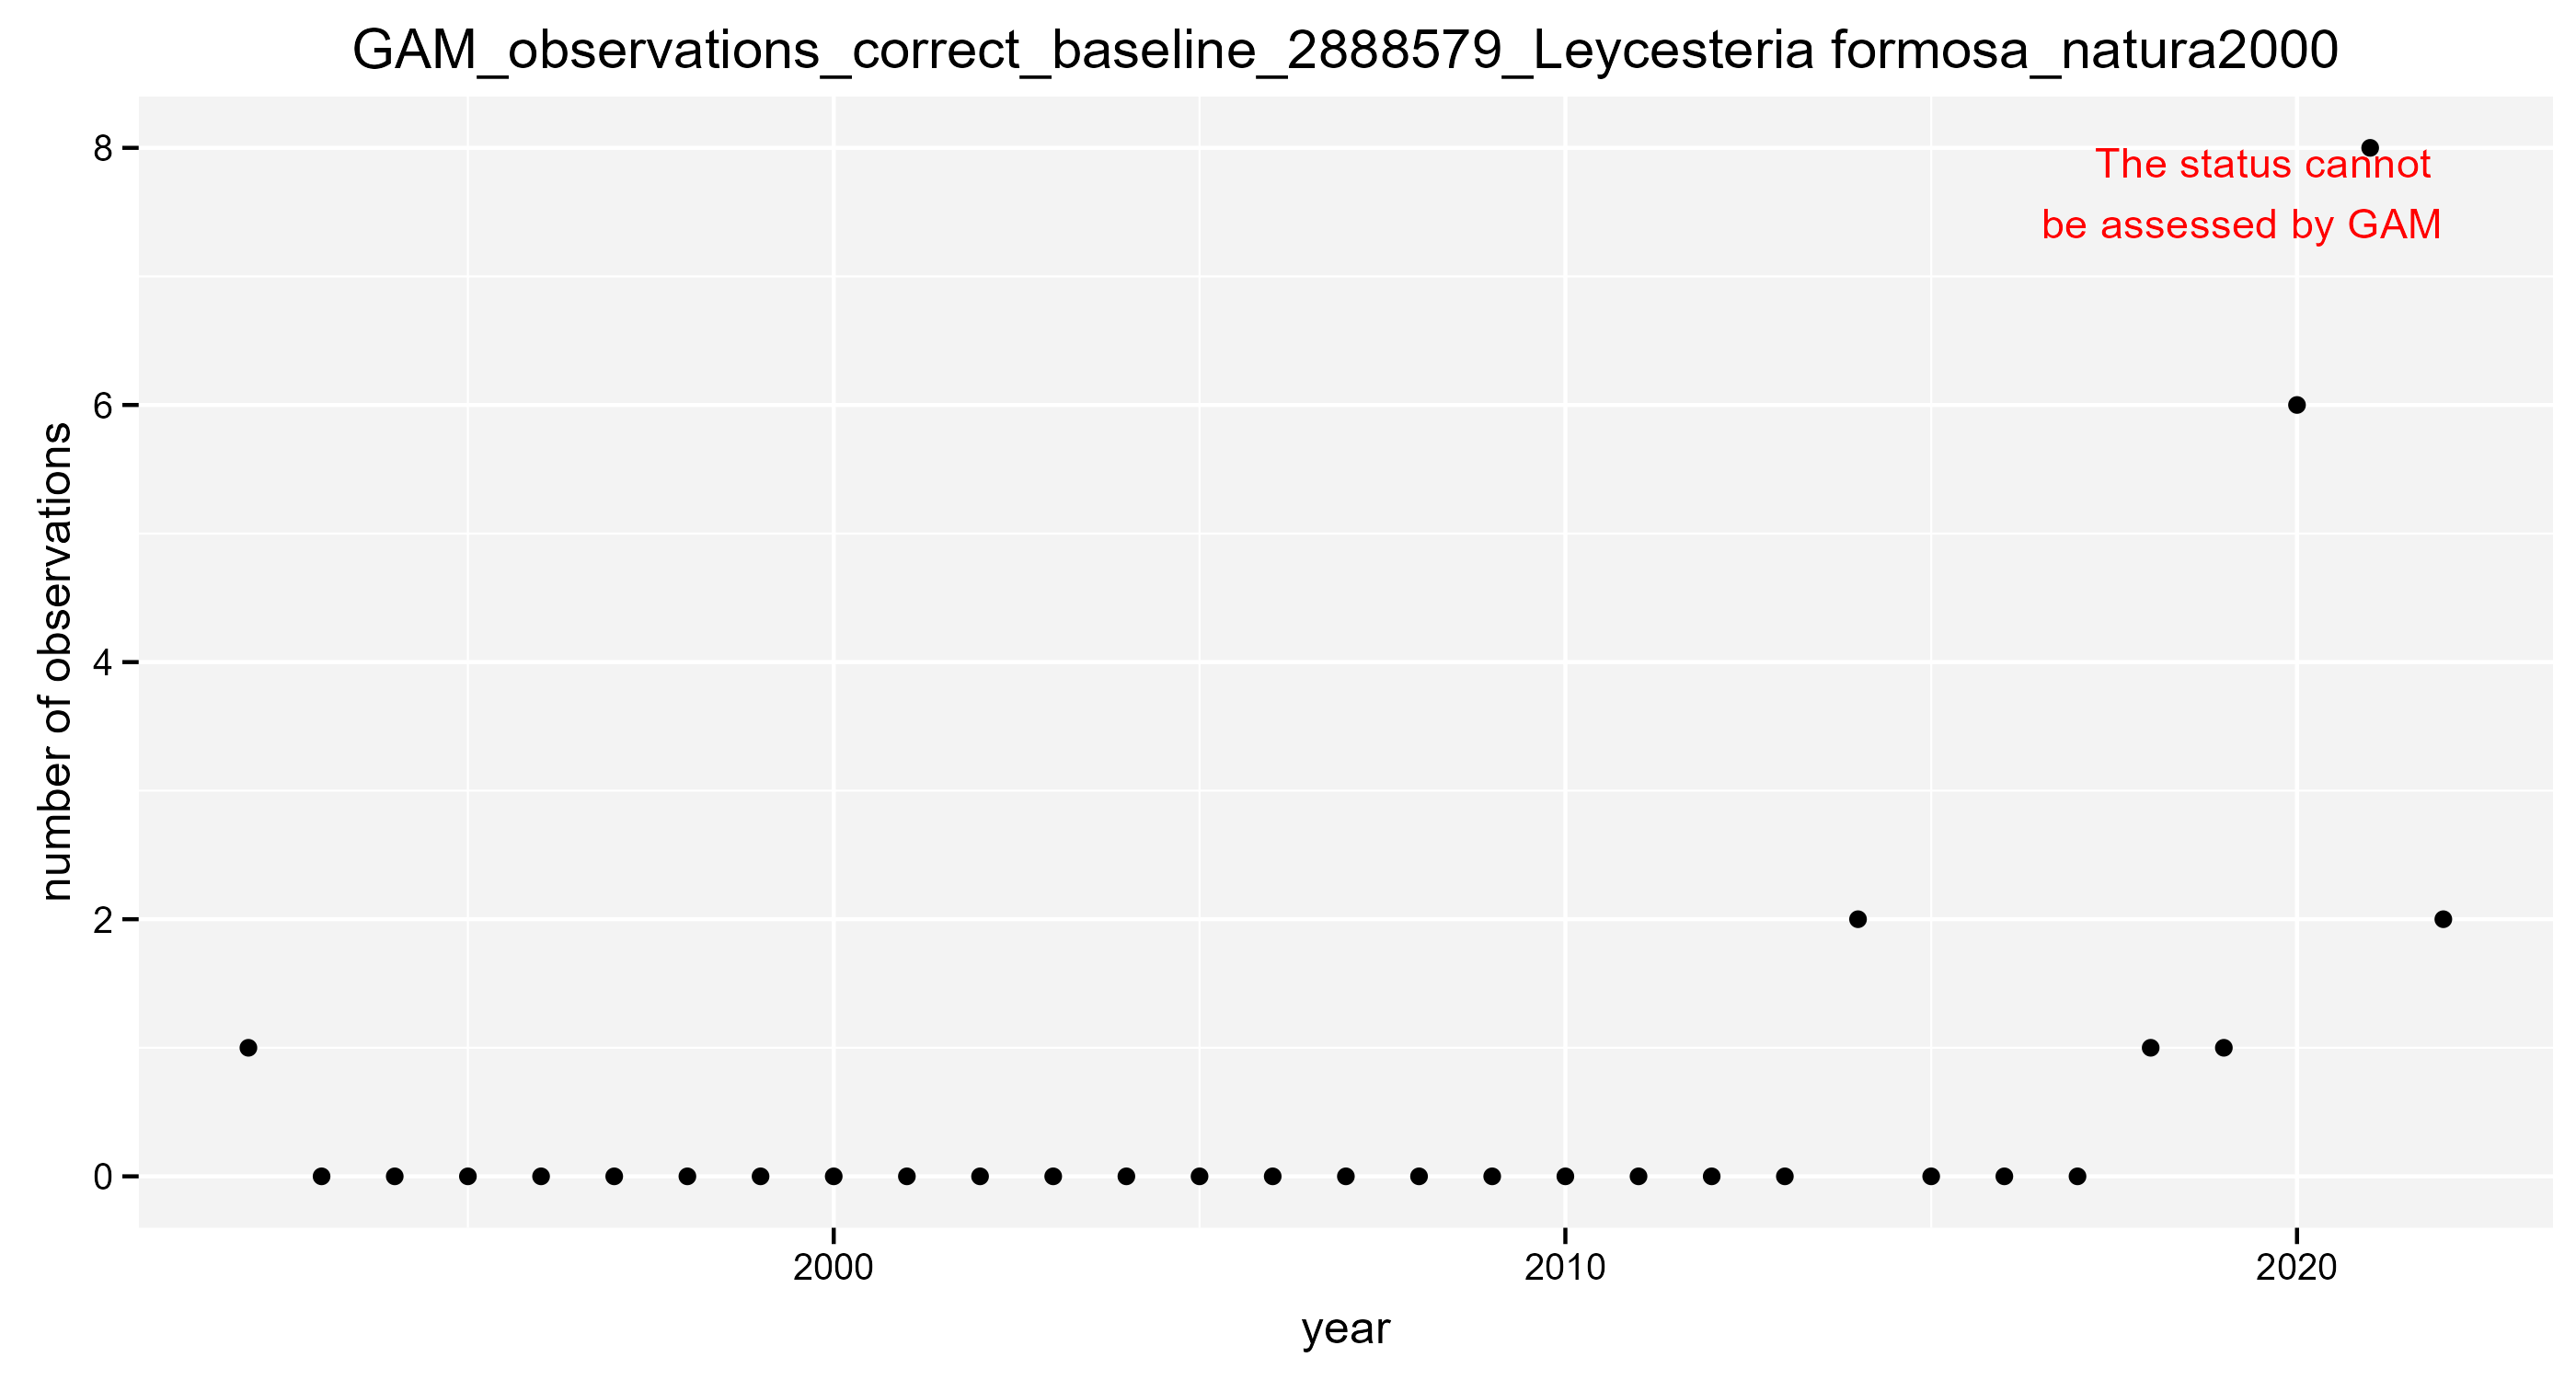 GAM_observations_correct_baseline_2888579_Leycesteria formosa_natura2000
8
The status cannot
be assessed by GAM
6
4
2
0
number of observations
2000
2010
2020
year